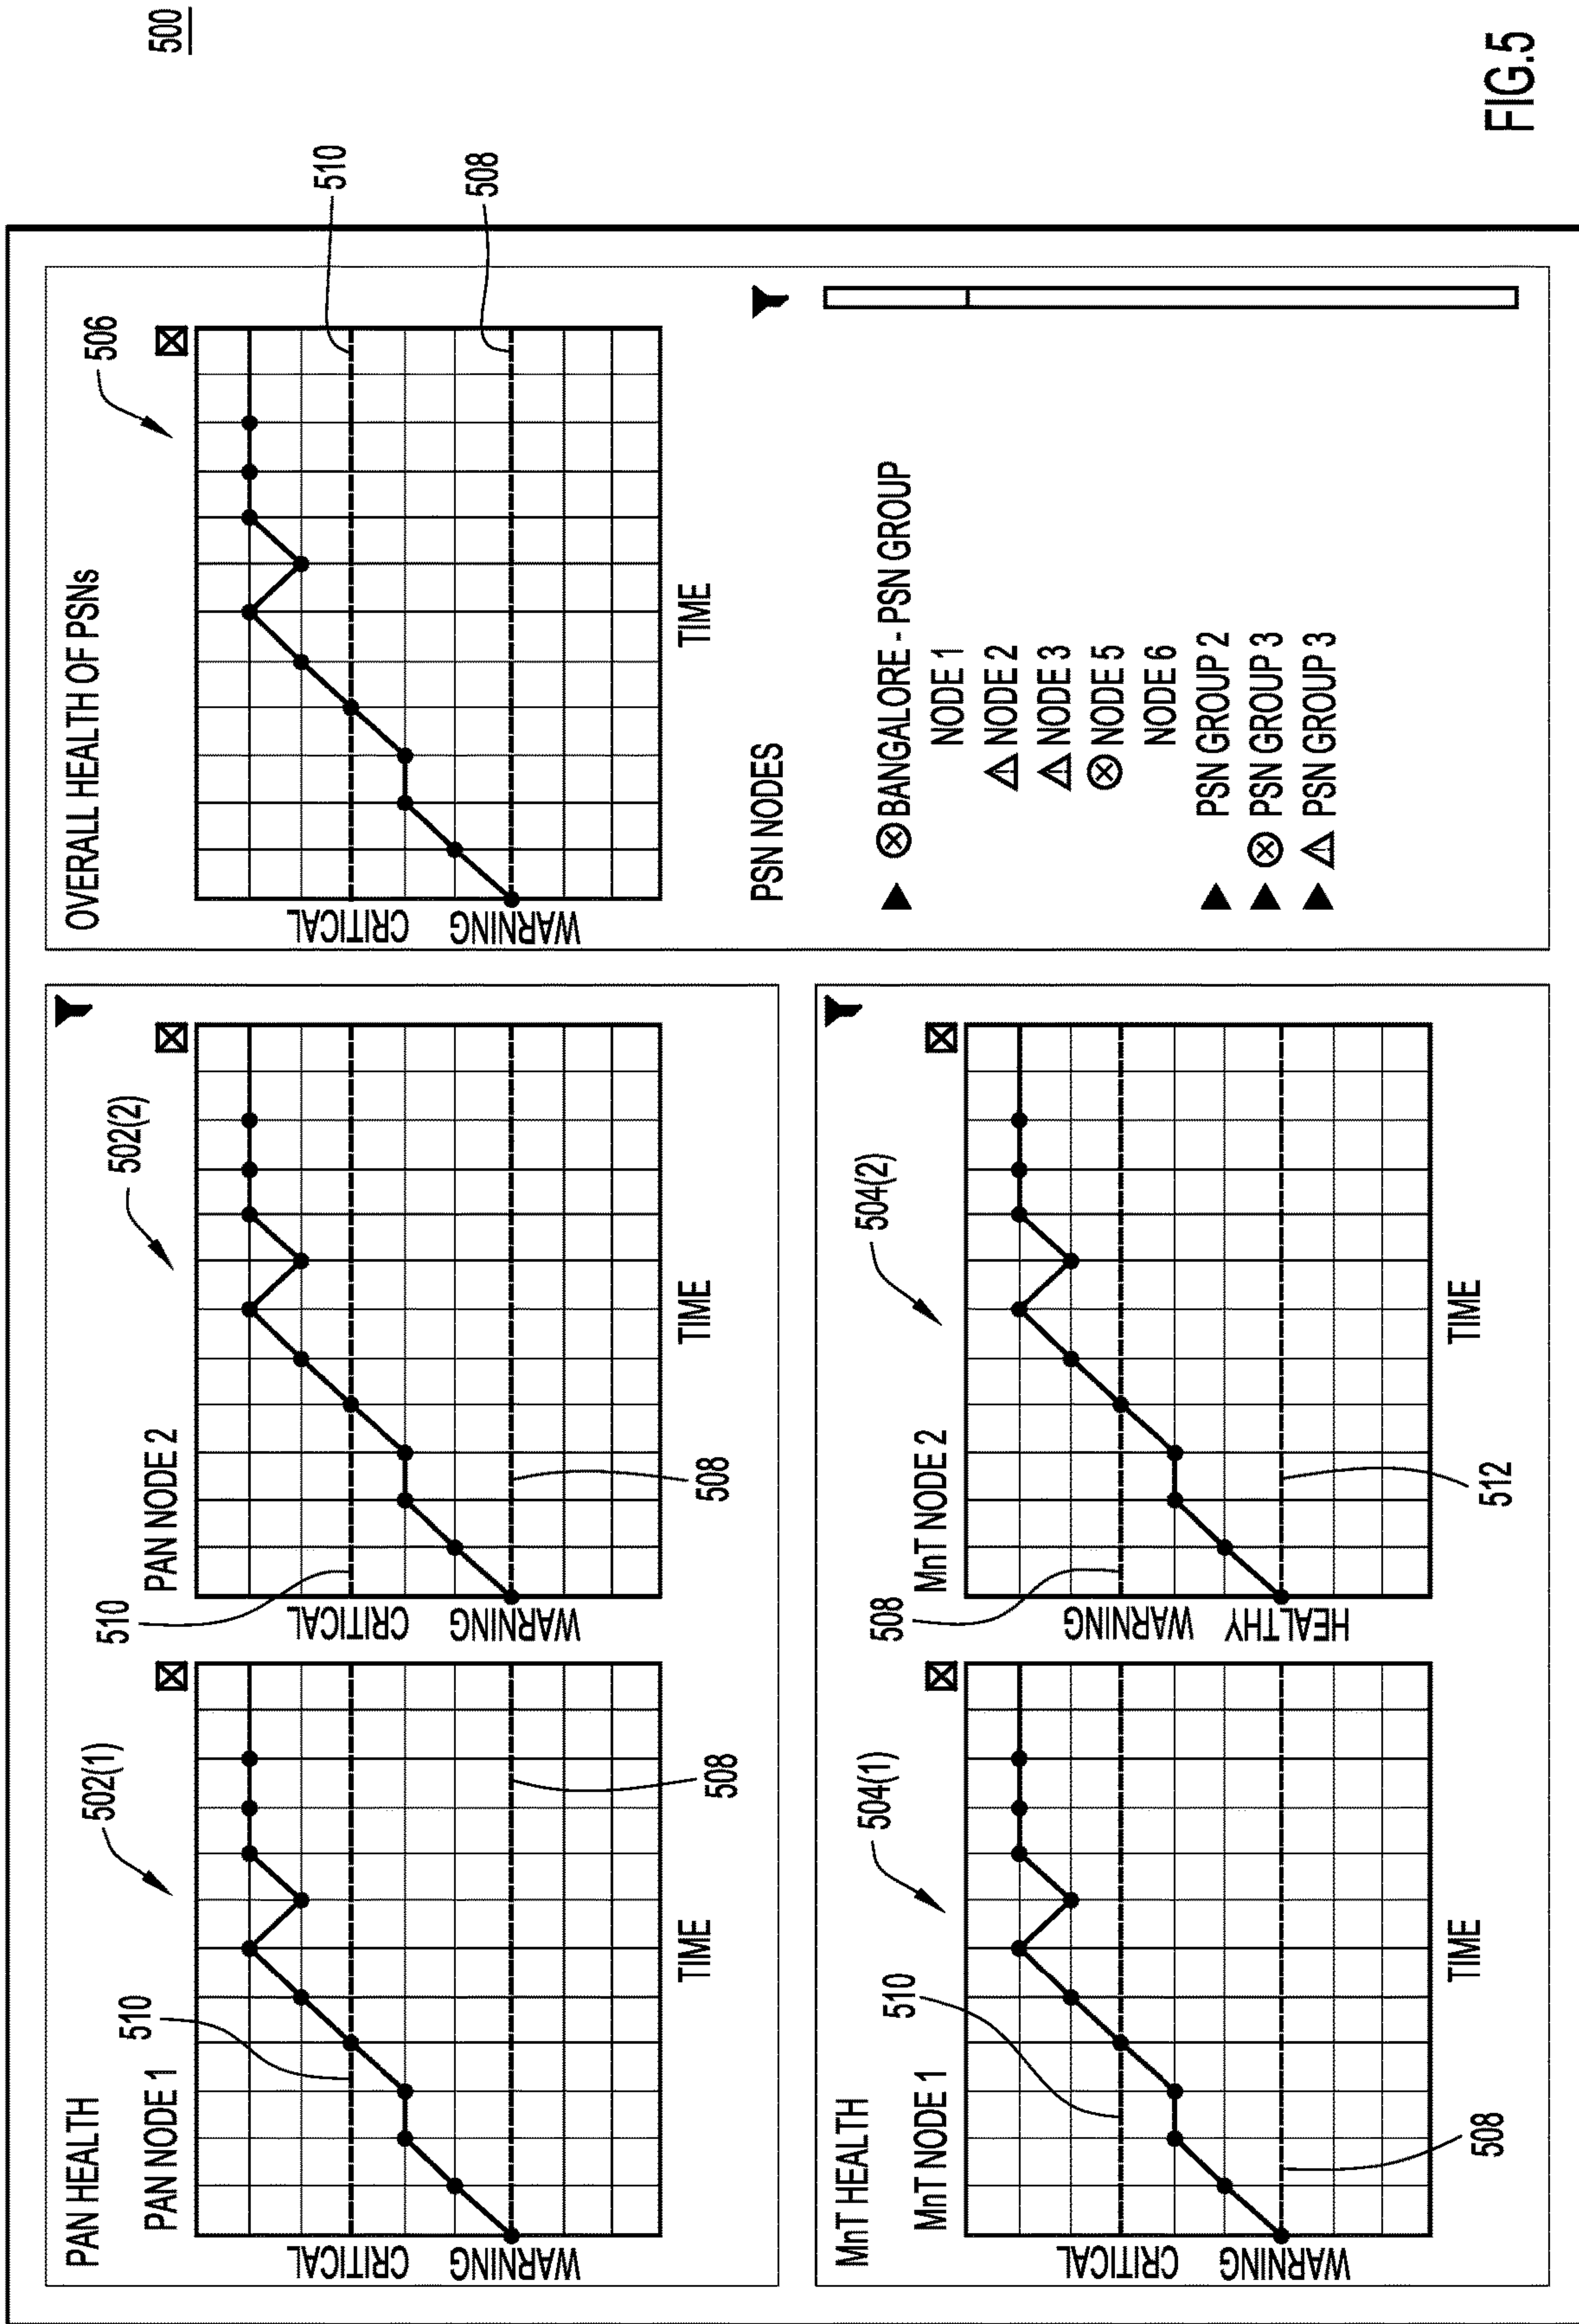 500
PAN HEALTH
PAN NODE 1
502(1)
510
CRITICAL
WARNING
508
TIME
PAN NODE 2
502(2)
510
CRITICAL
WARNING
508
TIME
MnT HEALTH
MnT NODE 1
504(1)
510
CRITICAL
WARNING
508
TIME
MnT NODE 2
504(2)
508
WARNING
HEALTHY
512
TIME
OVERALL HEALTH OF PSNs
506
510
CRITICAL
WARNING
508
TIME
PSN NODES
BANGALORE - PSN GROUP
NODE 1
NODE 2
NODE 3
NODE 5
NODE 6
PSN GROUP 2
PSN GROUP 3
PSN GROUP 3
FIG.5